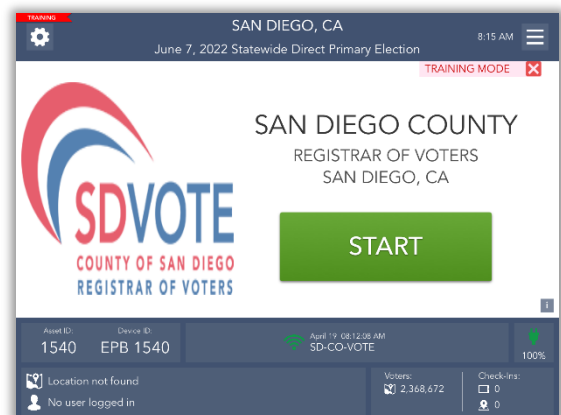 TRAINING
SAN DIEGO, CA
June 7, 2022 Statewide Direct Primary Election
8:15 AM
TRAINING MODE
SAN DIEGO COUNTY
REGISTRAR OF VOTERS
SAN DIEGO, CA
START
SDVOTE
COUNTY OF SAN DIEGO
REGISTRAR OF VOTERS
i
Asset ID:
1540
Device ID:
EPB 1540
April 19 08:12:08 AM
SD-CO-VOTE
100%
Location not found
No user logged in
Voters:
2,368,672
Check-Ins:
0
0